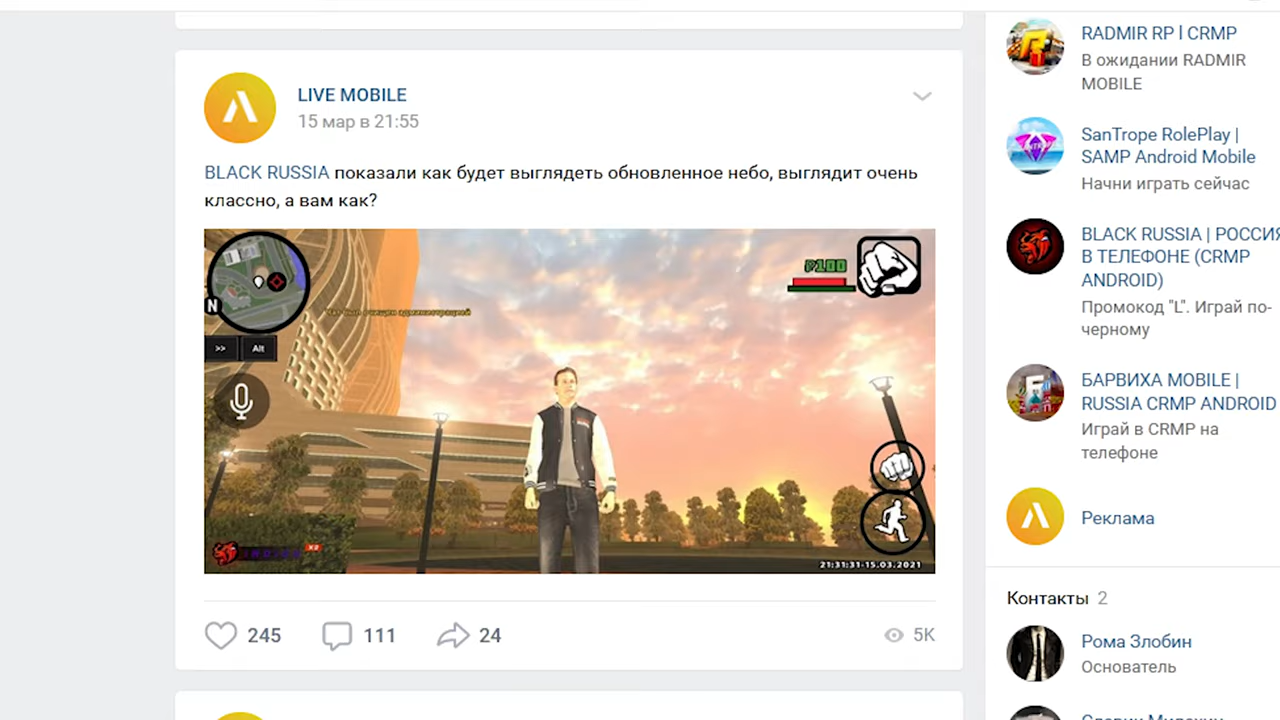 LIVE MOBILE
15 мар в 21:55
BLACK RUSSIA показали как будет выглядеть обновленное небо, выглядит очень
классно, а вам как?
₽100
N
>> Alt
X2
21:31:31-15.03.2021
245 111 24 5K
RADMIR RP | CRMP
В ожидании RADMIR
MOBILE
SanTrope RolePlay |
SAMP Android Mobile
Начни играть сейчас
BLACK RUSSIA | РОССИЯ
В ТЕЛЕФОНЕ (CRMP
ANDROID)
Промокод "L". Играй по-
черному
БАРВИХА MOBILE |
RUSSIA CRMP ANDROID
Играй в CRMP на
телефоне
Реклама
Контакты 2
Рома Злобин
Основатель